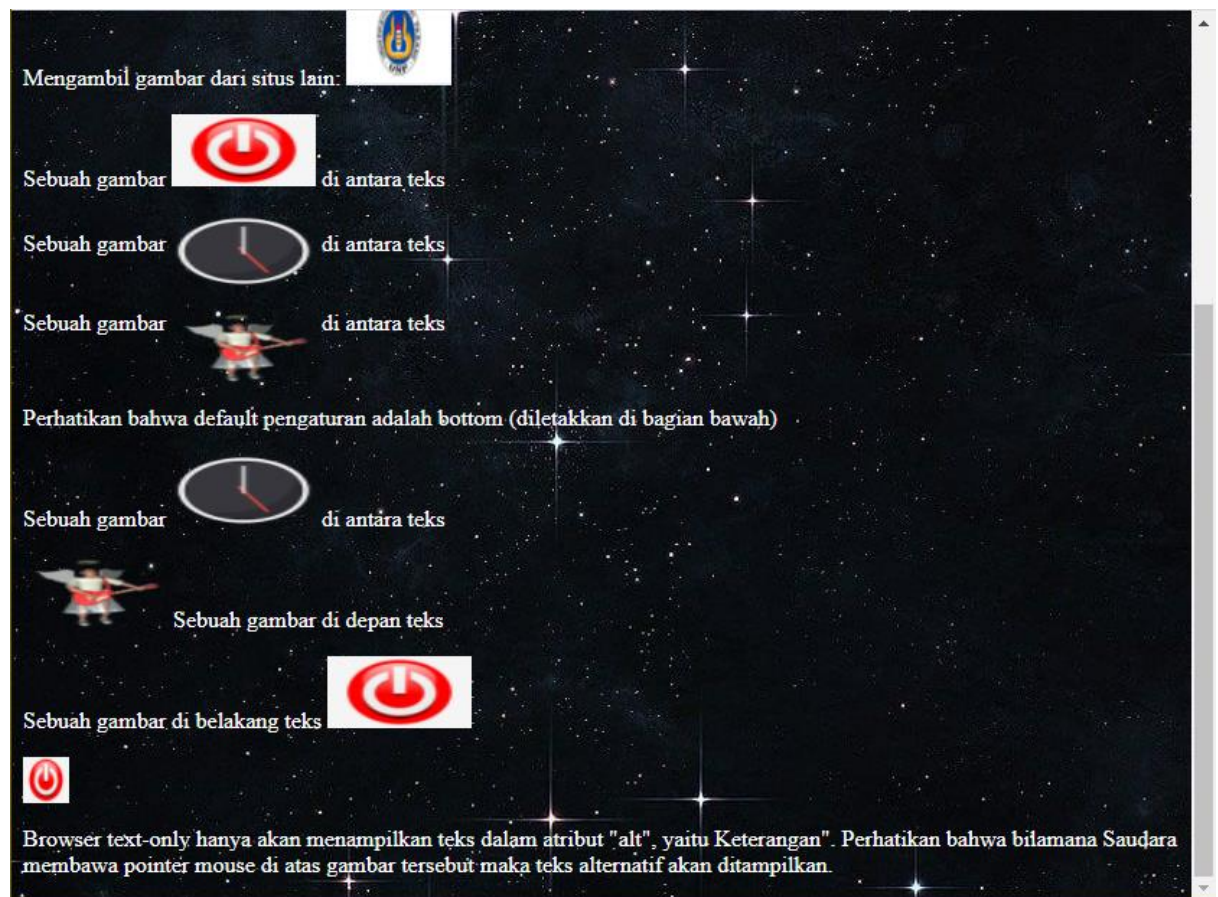 Mengambil gambar dari situs lain:
UNP
Sebuah gambar di antara teks
Sebuah gambar di antara teks
Sebuah gambar di antara teks
Perhatikan bahwa default pengaturan adalah bottom (diletakkan di bagian bawah)
Sebuah gambar di antara teks
Sebuah gambar di depan teks
Sebuah gambar di belakang teks
Browser text-only hanya akan menampilkan teks dalam atribut "alt", yaitu Keterangan". Perhatikan bahwa bilamana Saudara
membawa pointer mouse di atas gambar tersebut maka teks alternatif akan ditampilkan.